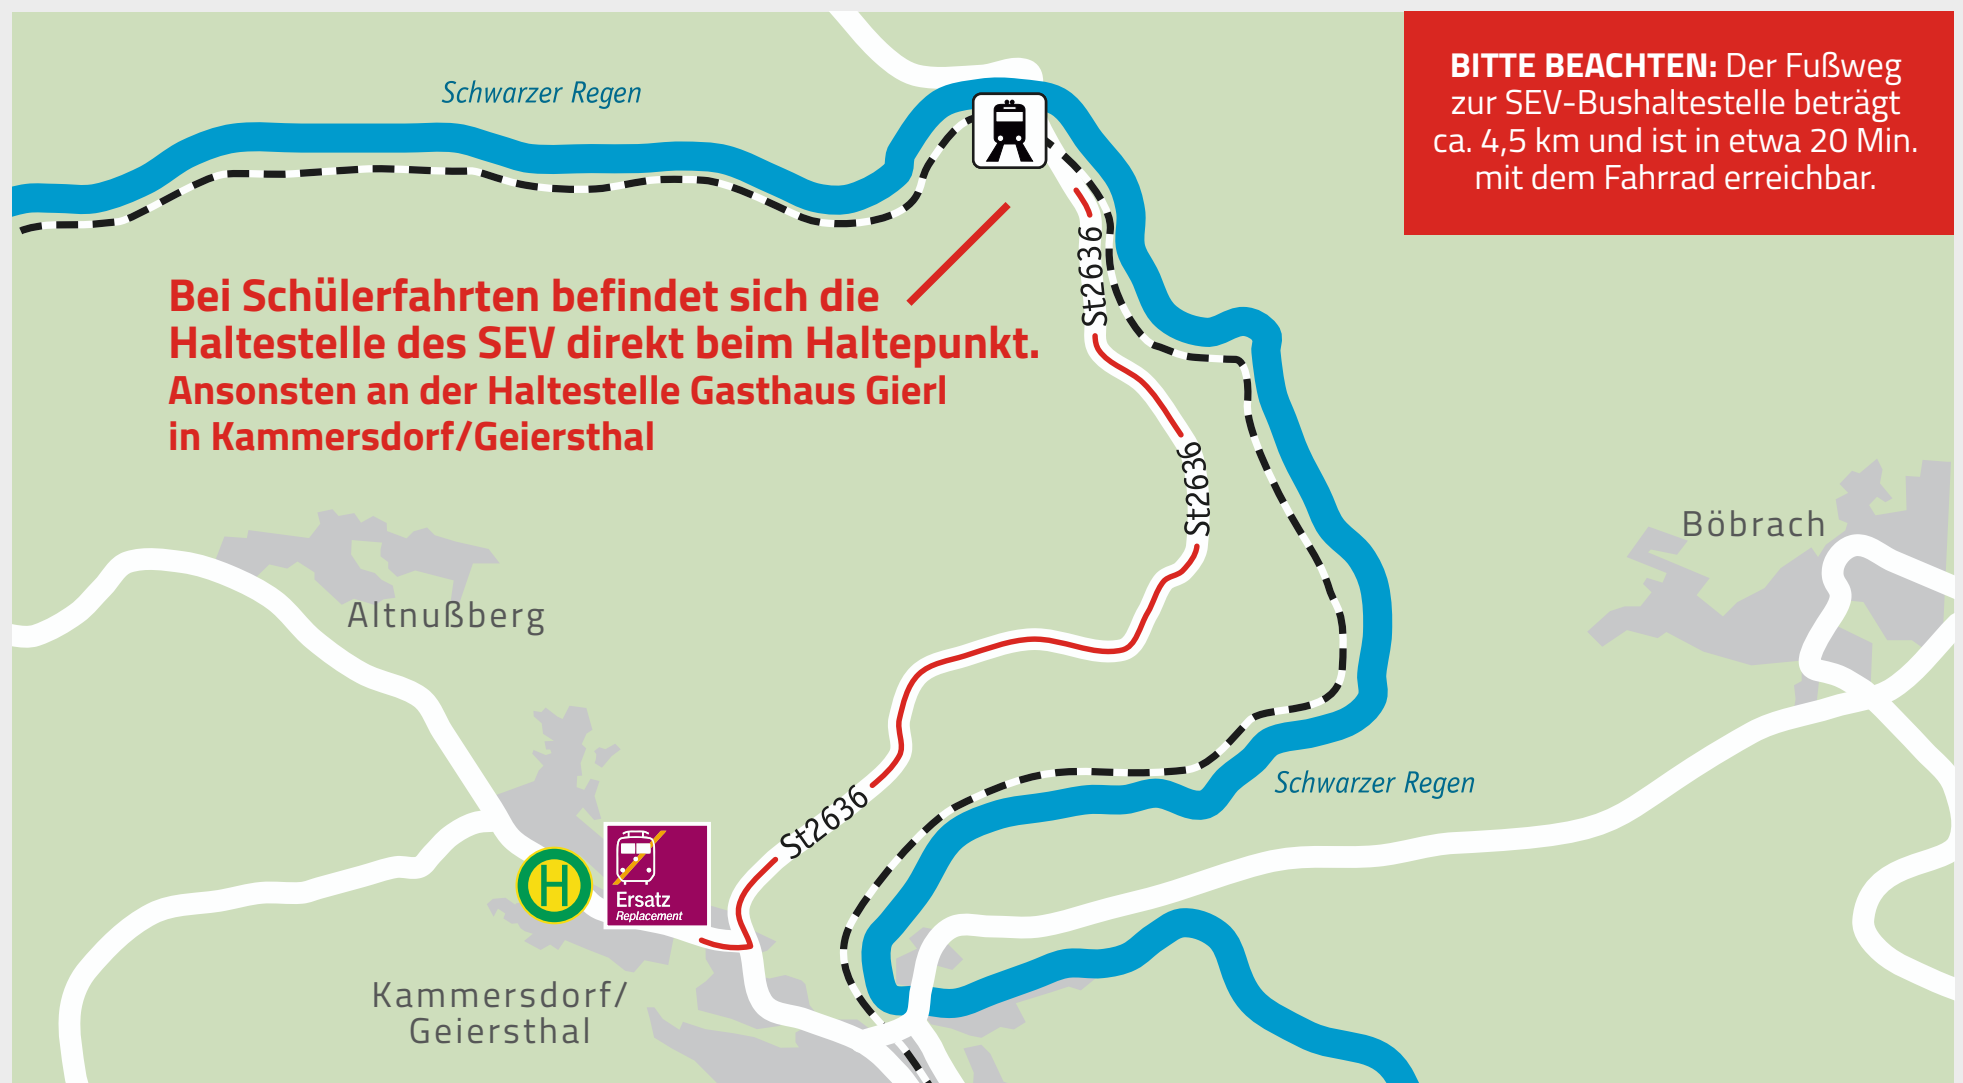 Schwarzer Regen
BITTE BEACHTEN: Der Fußweg
zur SEV-Bushaltestelle beträgt
ca. 4,5 km und ist in etwa 20 Min.
mit dem Fahrrad erreichbar.
Bei Schülerfahrten befindet sich die
Haltestelle des SEV direkt beim Haltepunkt.
Ansonsten an der Haltestelle Gasthaus Gierl
in Kammersdorf/Geiersthal
St2636
St2636
Böbrach
Altnußberg
Schwarzer Regen
St2636
H
Ersatz
Replacement
Kammersdorf/
Geiersthal